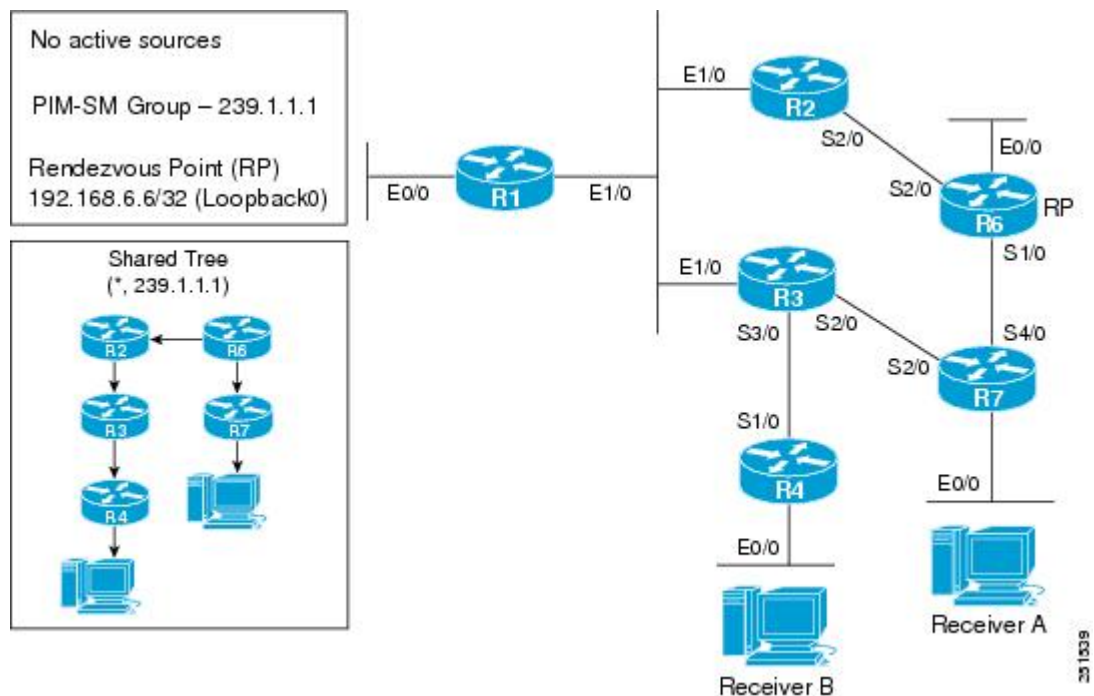 No active sources
PIM-SM Group – 239.1.1.1
Rendezvous Point (RP)
192.168.6.6/32 (Loopback0)
Shared Tree
(*, 239.1.1.1)
R2
R6
R3
R7
R4
E0/0
R1
E1/0
E1/0
R2
S2/0
E0/0
S2/0
R6
RP
S1/0
E1/0
R3
S3/0
S2/0
S4/0
S2/0
R7
S1/0
R4
E0/0
E0/0
Receiver A
Receiver B
251539